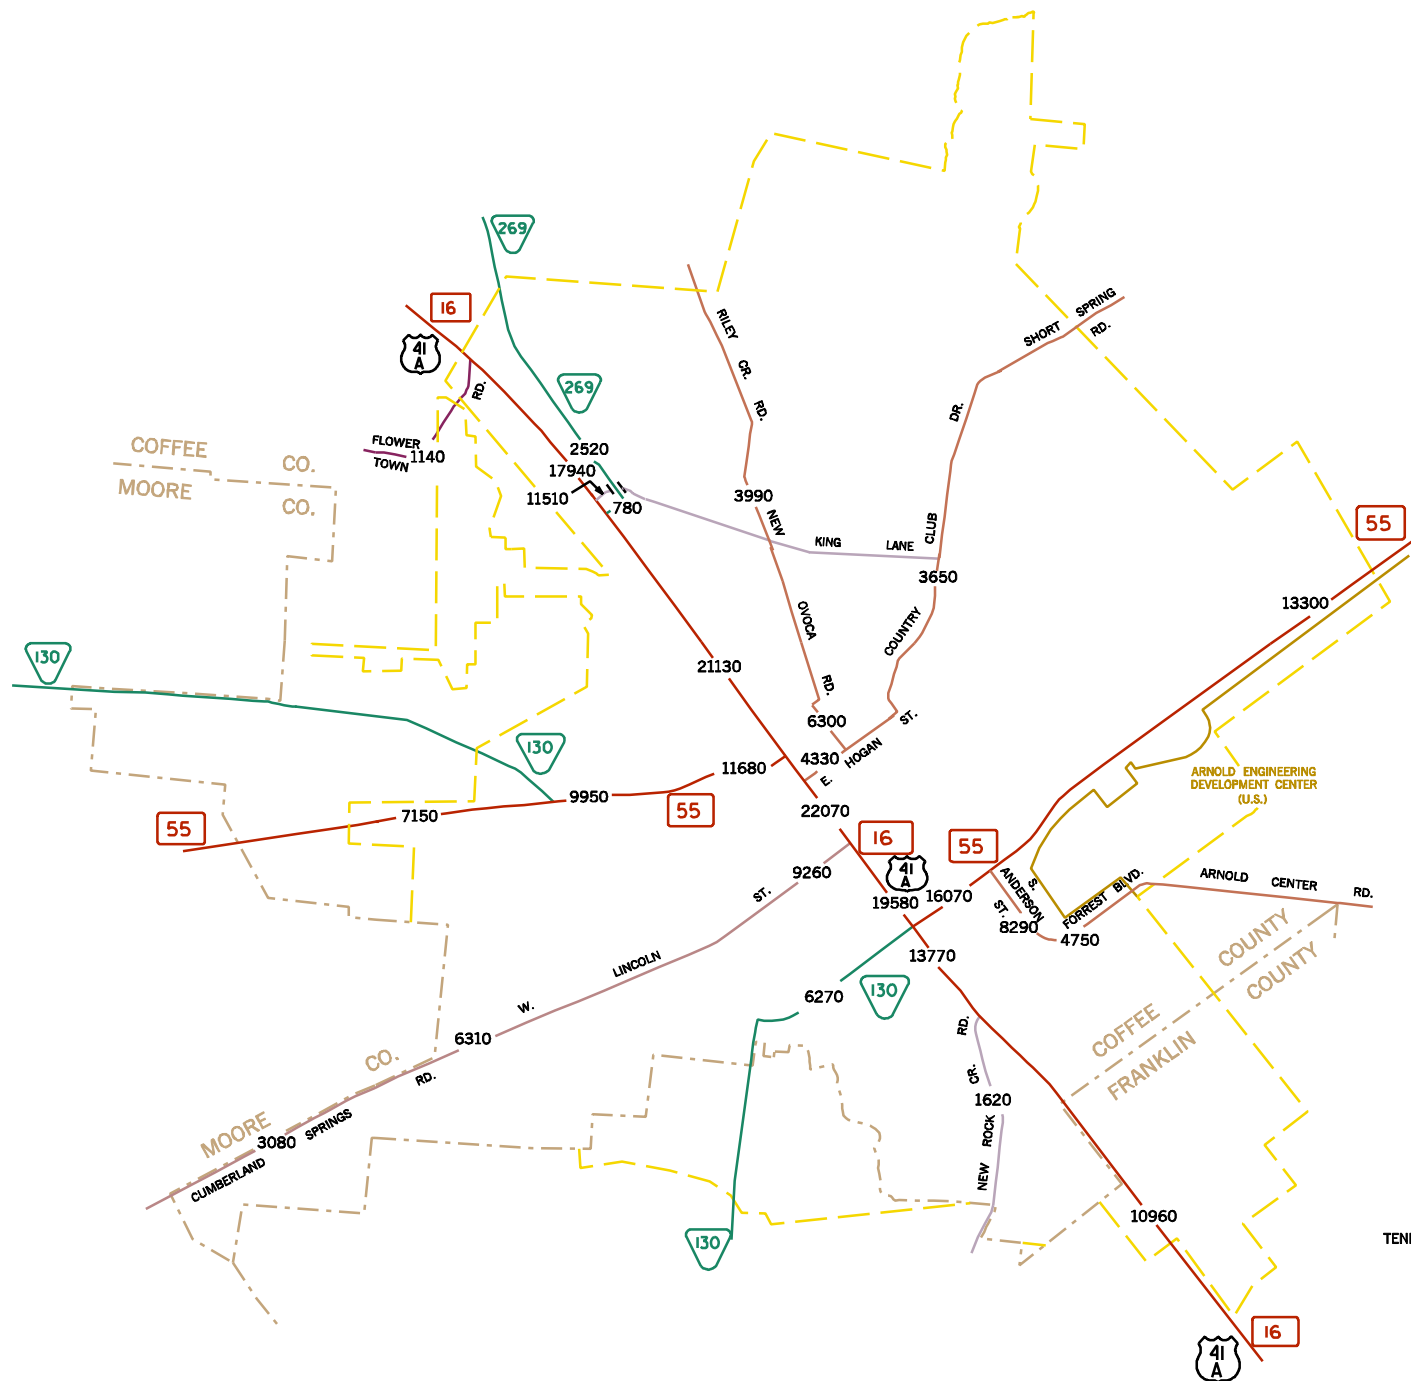 269
16
41
A
RILEY
CR.
RD.
SHORT SPRING
RD.
RD.
269
DR.
FLOWER
TOWN
1140
COFFEE CO.
MOORE CO.
2520
17940
11510
780
3990
NEW
KING LANE
CLUB
3650
55
13300
OVOCA
RD.
COUNTRY
130
21130
6300
ST.
4330
E. HOGAN
130
11680
9950
55
7150
55
22070
ARNOLD ENGINEERING
DEVELOPMENT CENTER
(U.S.)
16
55
41
A
9260
ST.
19580
16070
S.
ANDERSON
ST.
8290
FORREST BLVD.
4750
ARNOLD CENTER RD.
13770
LINCOLN
W.
6310
6270
130
COUNTY
COUNTY
COFFEE
FRANKLIN
RD.
CR.
1620
ROCK
NEW
CO.
RD.
MOORE
3080
SPRINGS
CUMBERLAND
10960
130
TEN
16
41
A